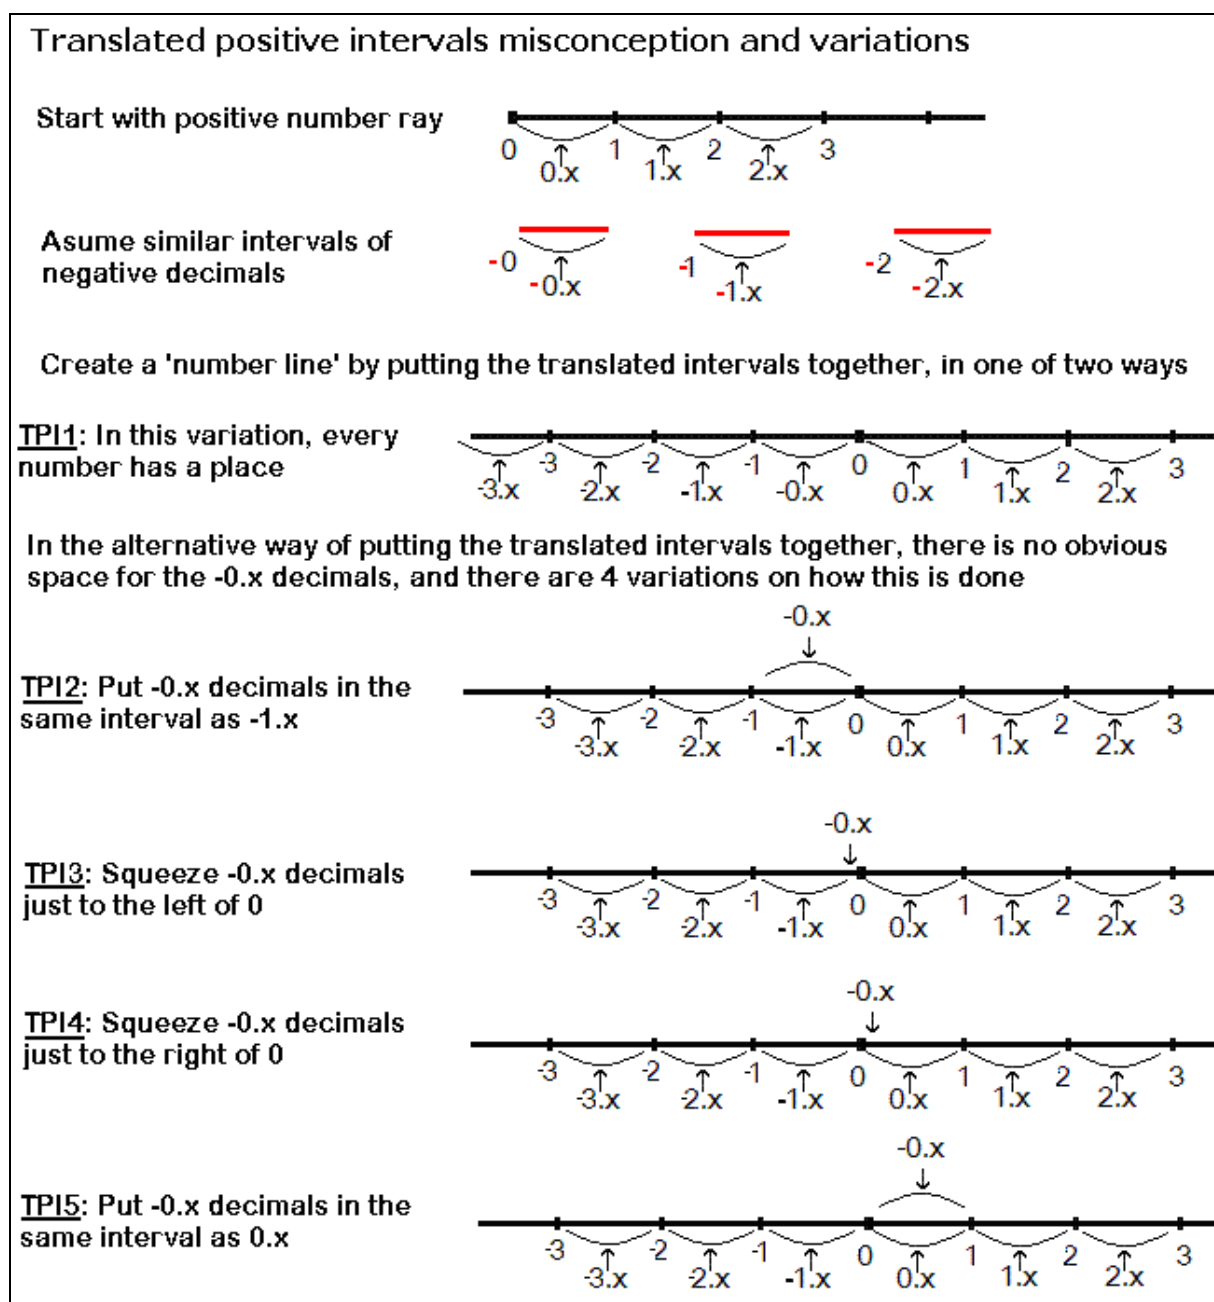 Translated positive intervals misconception and variations
Start with positive number ray
0 1 2 3
0.x 1.x 2.x
Asume similar intervals of
negative decimals
-0 -1 -2
-0.x -1.x -2.x
Create a 'number line' by putting the translated intervals together, in one of two ways
TPI1: In this variation, every
number has a place
-3 -2 -1 0 1 2 3
-3.x -2.x -1.x -0.x 0.x 1.x 2.x
In the alternative way of putting the translated intervals together, there is no obvious
space for the -0.x decimals, and there are 4 variations on how this is done
-0.x
TPI2: Put -0.x decimals in the
same interval as -1.x
-3 -2 -1 0 1 2 3
-3.x -2.x -1.x 0.x 1.x 2.x
-0.x
TPI3: Squeeze -0.x decimals
just to the left of 0
-3 -2 -1 0 1 2 3
-3.x -2.x -1.x 0.x 1.x 2.x
-0.x
TPI4: Squeeze -0.x decimals
just to the right of 0
-3 -2 -1 0 1 2 3
-3.x -2.x -1.x 0.x 1.x 2.x
-0.x
TPI5: Put -0.x decimals in the
same interval as 0.x
-3 -2 -1 0 1 2 3
-3.x -2.x -1.x 0.x 1.x 2.x